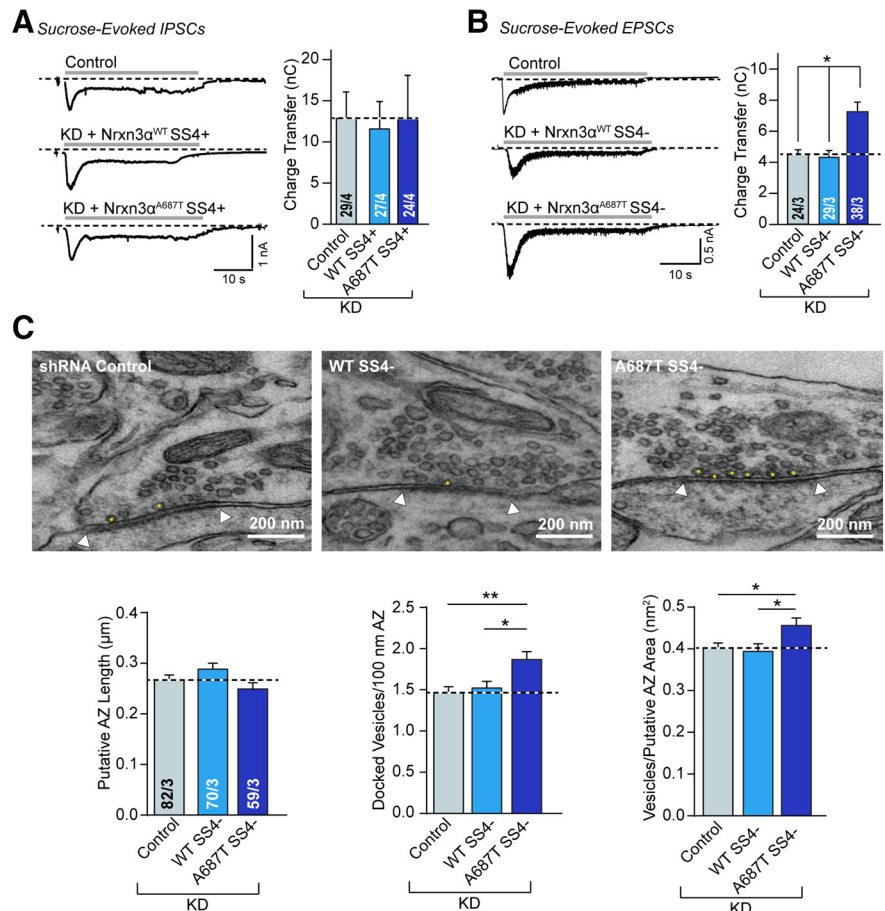 A Sucrose-Evoked IPSCs
Control
KD + Nrxn3α^WT SS4+
KD + Nrxn3α^A687T SS4+
10 s
1 nA
Charge Transfer (nC)
20
15
10
5
0
29/4
27/4
24/4
Control
WT SS4+
A687T SS4+
KD
B Sucrose-Evoked EPSCs
Control
KD + Nrxn3α^WT SS4-
KD + Nrxn3α^A687T SS4-
10 s
0.5 nA
Charge Transfer (nC)
10
8
6
4
2
0
*
24/3
29/3
38/3
Control
WT SS4-
A687T SS4-
KD
C
shRNA Control
200 nm
WT SS4-
200 nm
A687T SS4-
200 nm
Putative AZ Length (μm)
0.4
0.3
0.2
0.1
0.0
82/3
70/3
59/3
Control
WT SS4-
A687T SS4-
KD
Docked Vesicles/100 nm AZ
2.5
2.0
1.5
1.0
0.5
0.0
**
*
Control
WT SS4-
A687T SS4-
KD
Vesicles/Putative AZ Area (nm²)
0.5
0.4
0.4
0.2
0.1
0.0
*
*
Control
WT SS4-
A687T SS4-
KD